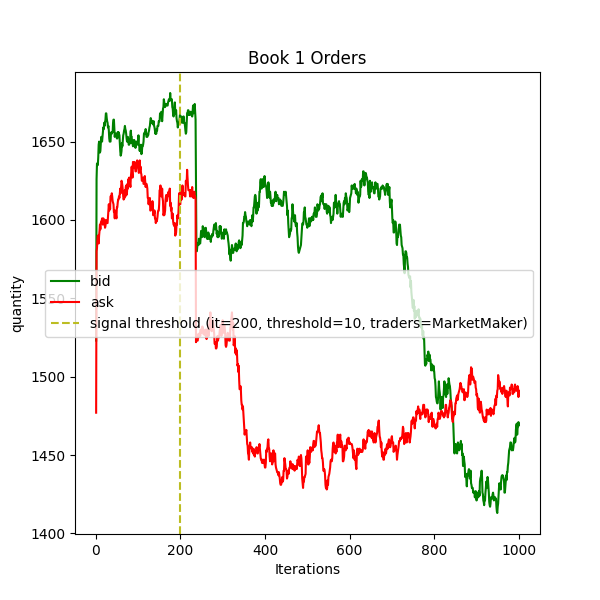 Book 1 Orders
quantity
1650
1600
1550
1500
1450
1400
bid
ask
signal threshold (it=200, threshold=10, traders=MarketMaker)
0 200 400 600 800 1000
Iterations